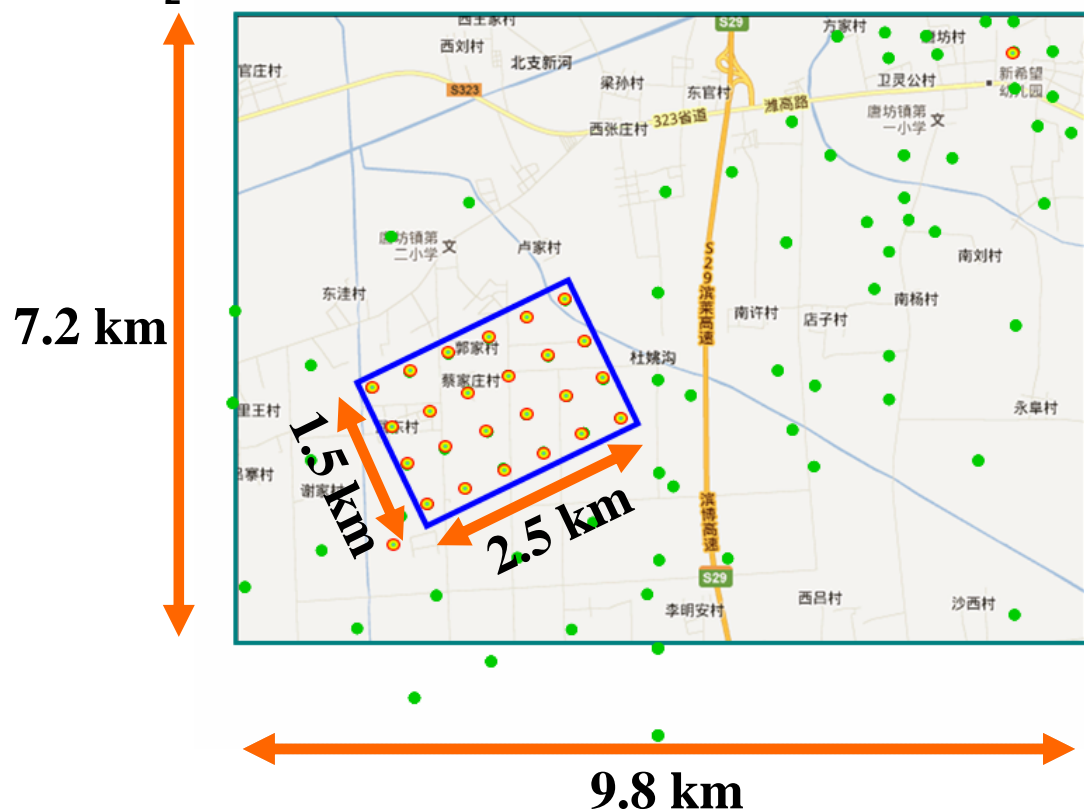 2
西王家村
S29
方家村
西刘村
唐坊村
北支新河
官庄村
梁孙村
卫灵公村
新希望
幼儿园
S323
东官村
潍高路
323省道
西张庄村
唐坊镇第
一小学 文
唐坊镇第
二小学 文
卢家村
S29滨莱高速
南刘村
东洼村
南杨村
南许村
店子村
7.2 km
郭家村
杜姚沟
蔡家庄村
里王村
永阜村
1.5 km
谢家村
滨博高速
2.5 km
S29
西吕村
李明安村
沙西村
9.8 km